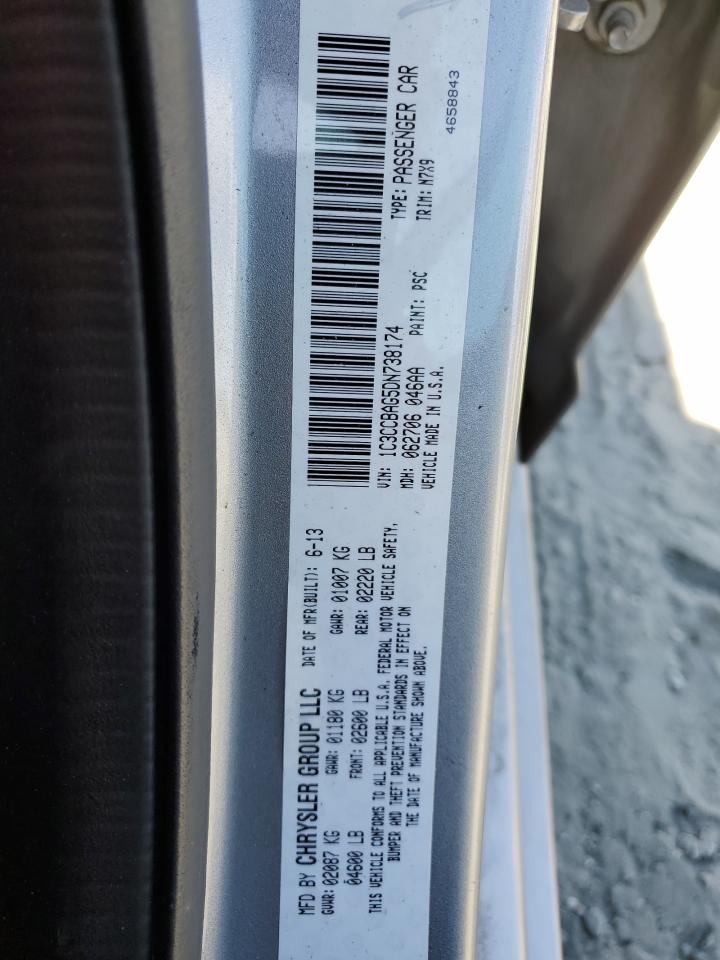 MFD BY CHRYSLER GROUP LLC DATE OF MFR(BUILT): 6-13
GVWR: 02087 KG GAWR: 01180 KG GAWR: 01007 KG
04600 LB FRONT: 02600 LB REAR: 02220 LB
THIS VEHICLE CONFORMS TO ALL APPLICABLE U.S.A. FEDERAL MOTOR VEHICLE SAFETY,
BUMPER AND THEFT PREVENTION STANDARDS IN EFFECT ON
THE DATE OF MANUFACTURE SHOWN ABOVE.
VIN: 1C3CCBAG5DN738174 TYPE: PASSENGER CAR
MDH: 062706 046AA PAINT: PSC TRIM: N7X9
VEHICLE MADE IN U.S.A.
4658843